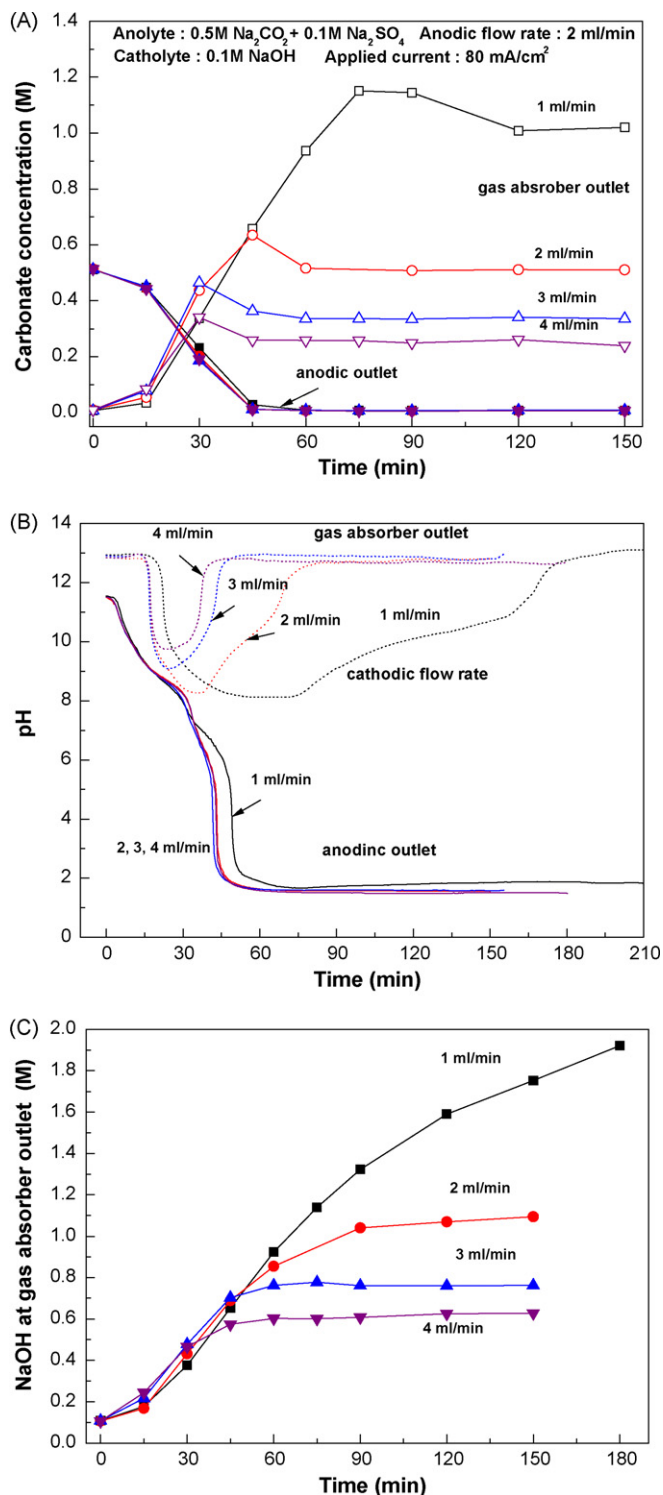 (A)
Anolyte : 0.5M Na2CO2 + 0.1M Na2SO4 Anodic flow rate : 2 ml/min
Catholyte : 0.1M NaOH Applied current : 80 mA/cm2
1.4
1.2
1.0
0.8
0.6
0.4
0.2
0.0
Carbonate concentration (M)
1 ml/min
gas absrober outlet
2 ml/min
3 ml/min
4 ml/min
anodic outlet
0 15 30 45 60 75 90 105 120 135 150
Time (min)
(B)
14
12
10
8
6
4
2
0
pH
4 ml/min
gas absorber outlet
3 ml/min
2 ml/min
1 ml/min
cathodic flow rate
1 ml/min
2, 3, 4 ml/min
anodinc outlet
0 30 60 90 120 150 180 210
Time (min)
(C)
2.0
1.8
1.6
1.4
1.2
1.0
0.8
0.6
0.4
0.2
0.0
NaOH at gas absorber outlet (M)
1 ml/min
2 ml/min
3 ml/min
4 ml/min
0 30 60 90 120 150 180
Time (min)